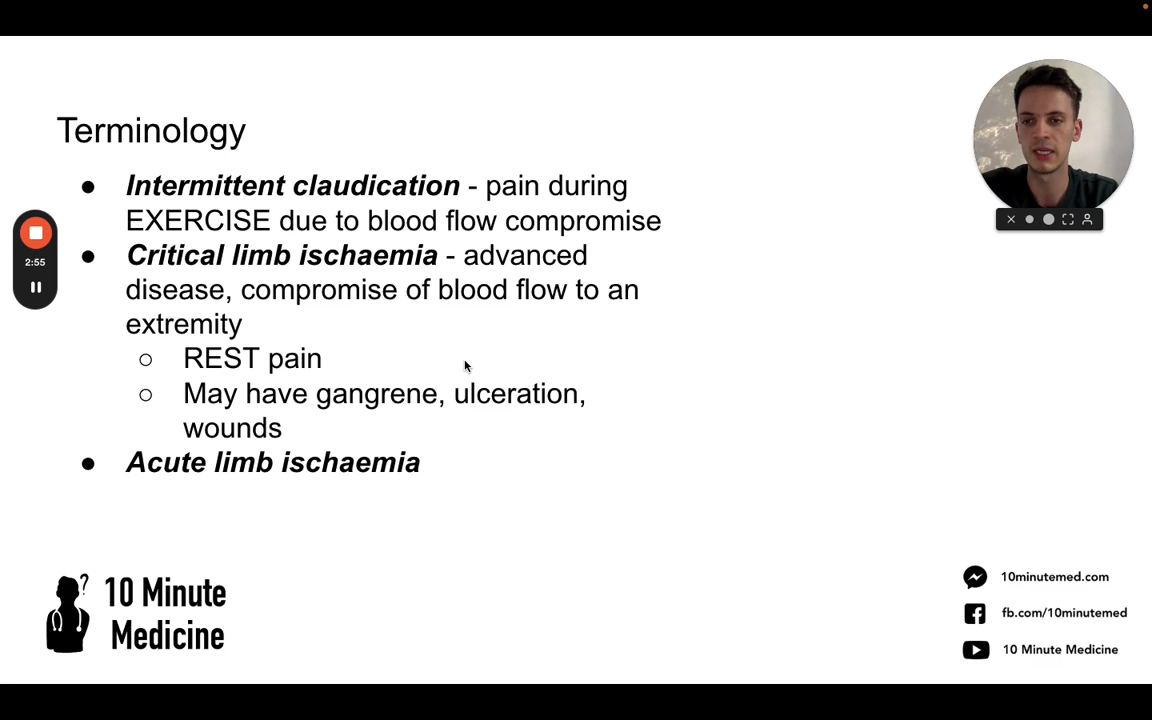 Terminology
● Intermittent claudication - pain during
EXERCISE due to blood flow compromise
● Critical limb ischaemia - advanced
disease, compromise of blood flow to an
extremity
○ REST pain
○ May have gangrene, ulceration,
wounds
● Acute limb ischaemia
2:55
?
10 Minute
Medicine
10minutemed.com
fb.com/10minutemed
10 Minute Medicine